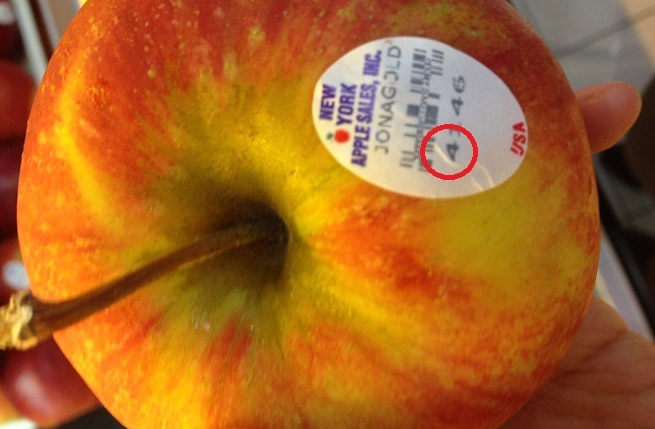 NEW
YORK
APPLE SALES, INC.
JONAGOLD
4146
USA